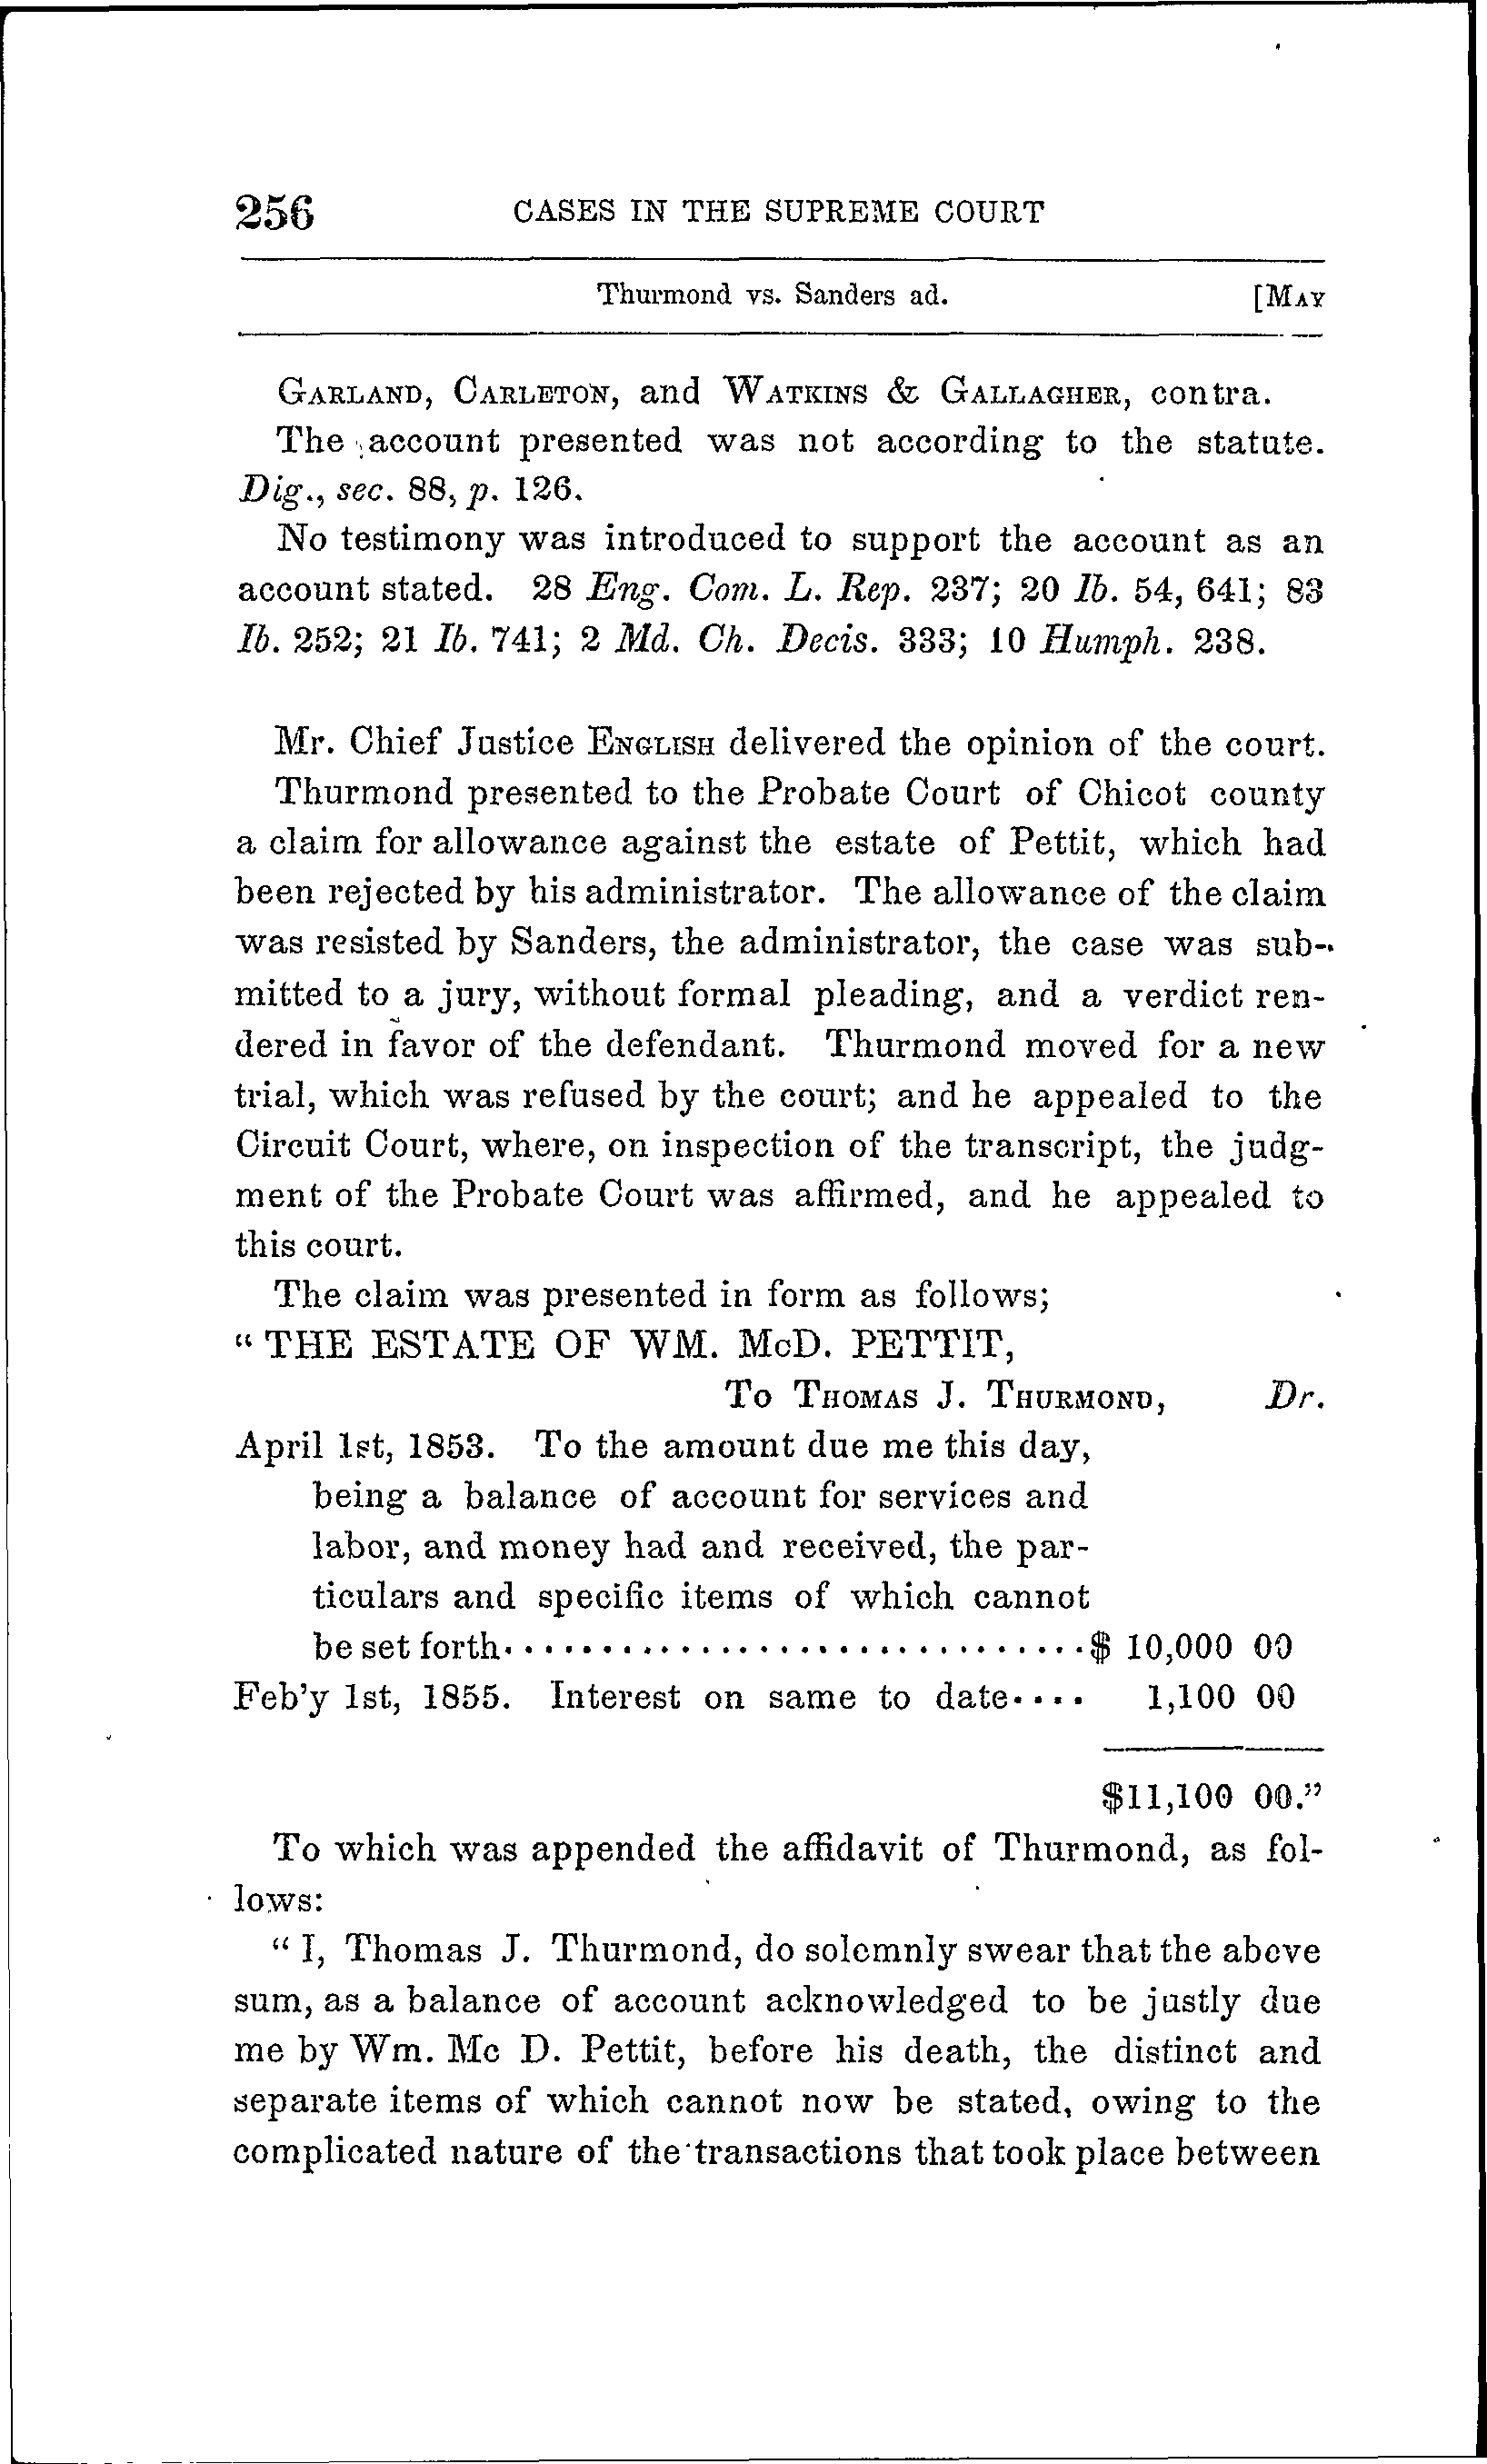 256 CASES IN THE SUPREME COURT
Thurmond vs. Sanders ad. [MAY
GARLAND, CARLETON, and WATKINS & GALLAGHER, contra.
The account presented was not according to the statute.
Dig., sec. 88, p. 126.
No testimony was introduced to support the account as an
account stated. 28 Eng. Com. L. Rep. 237; 20 Ib. 54, 641; 83
Ib. 252; 21 Ib. 741; 2 Md. Ch. Decis. 333; 10 Humph. 238.
Mr. Chief Justice ENGLISH delivered the opinion of the court.
Thurmond presented to the Probate Court of Chicot county
a claim for allowance against the estate of Pettit, which had
been rejected by his administrator. The allowance of the claim
was resisted by Sanders, the administrator, the case was sub-
mitted to a jury, without formal pleading, and a verdict ren-
dered in favor of the defendant. Thurmond moved for a new
trial, which was refused by the court; and he appealed to the
Circuit Court, where, on inspection of the transcript, the judg-
ment of the Probate Court was affirmed, and he appealed to
this court.
The claim was presented in form as follows;
"THE ESTATE OF WM. McD. PETTIT,
To THOMAS J. THURMOND, Dr.
April 1st, 1853. To the amount due me this day,
being a balance of account for services and
labor, and money had and received, the par-
ticulars and specific items of which cannot
be set forth..............................$ 10,000 00
Feb'y 1st, 1855. Interest on same to date.... 1,100 00
$11,100 00."
To which was appended the affidavit of Thurmond, as fol-
lows:
"I, Thomas J. Thurmond, do solemnly swear that the above
sum, as a balance of account acknowledged to be justly due
me by Wm. Mc D. Pettit, before his death, the distinct and
separate items of which cannot now be stated, owing to the
complicated nature of the transactions that took place between